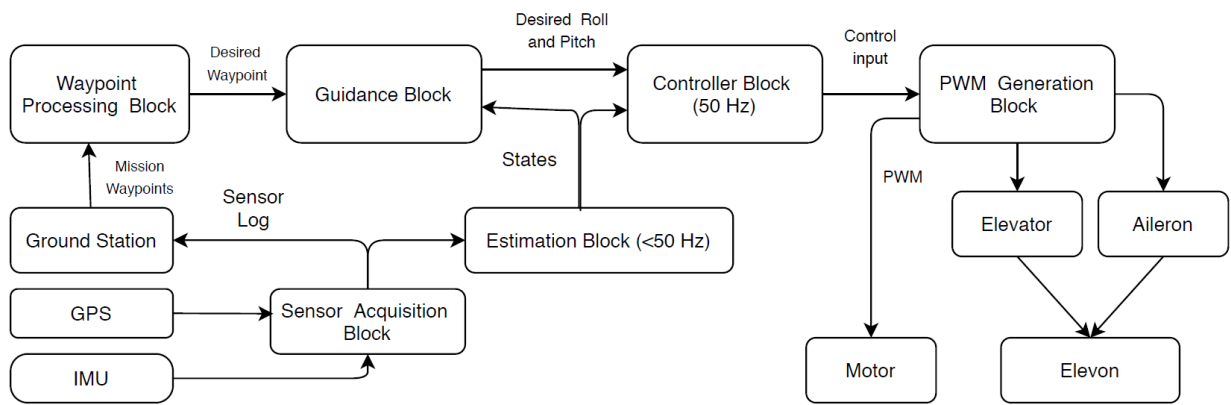 Desired Roll
and Pitch
Control
input
Desired
Waypoint
Waypoint
Processing Block
Guidance Block
Controller Block
(50 Hz)
PWM Generation
Block
Mission
Waypoints
States
PWM
Sensor
Log
Ground Station
Estimation Block (<50 Hz)
Elevator
Aileron
GPS
Sensor Acquisition
Block
IMU
Motor
Elevon